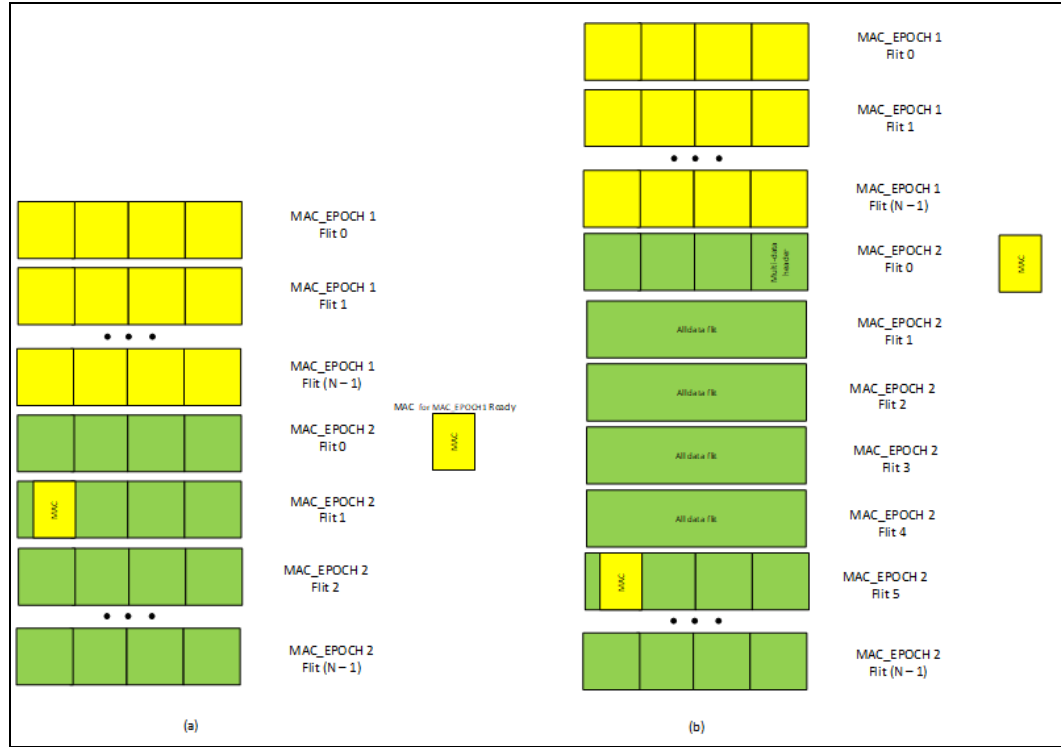 MAC_EPOCH 1
Flit 0
MAC_EPOCH 1
Flit 1
• • •
MAC_EPOCH 1
Flit (N – 1)
MAC for MAC_EPOCH1 Ready
MAC_EPOCH 2
Flit 0
MAC
MAC
MAC_EPOCH 2
Flit 1
MAC_EPOCH 2
Flit 2
• • •
MAC_EPOCH 2
Flit (N – 1)
(a)
MAC_EPOCH 1
Flit 0
MAC_EPOCH 1
Flit 1
• • •
MAC_EPOCH 1
Flit (N – 1)
Multi-data
header
MAC_EPOCH 2
Flit 0
MAC
All data flit
MAC_EPOCH 2
Flit 1
All data flit
MAC_EPOCH 2
Flit 2
All data flit
MAC_EPOCH 2
Flit 3
All data flit
MAC_EPOCH 2
Flit 4
MAC
MAC_EPOCH 2
Flit 5
• • •
MAC_EPOCH 2
Flit (N – 1)
(b)